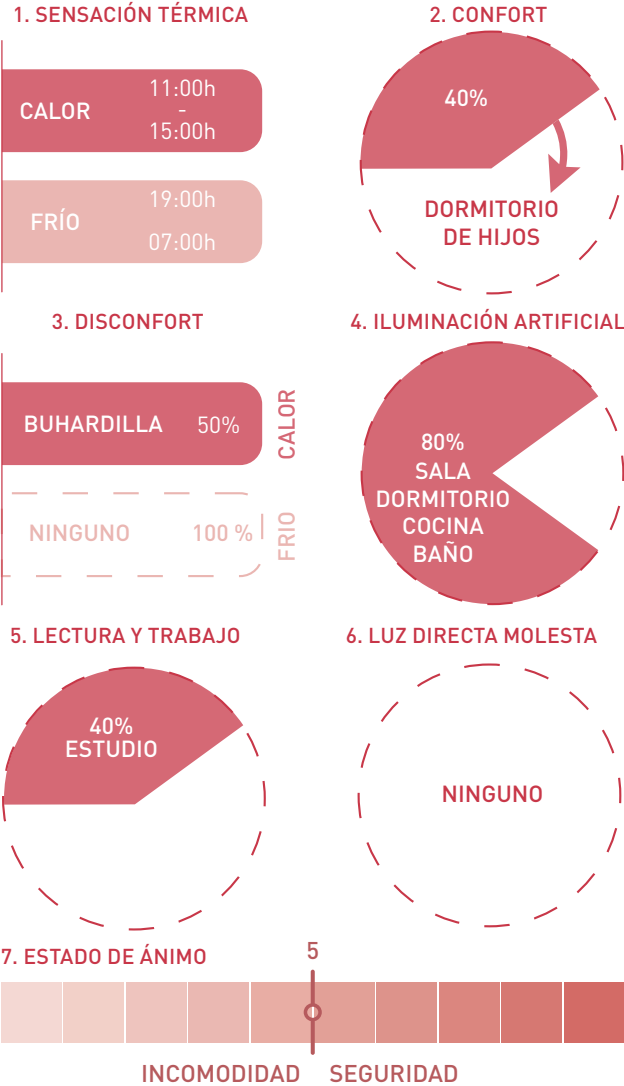 1. SENSACIÓN TÉRMICA
CALOR
11:00h
-
15:00h
FRÍO
19:00h
07:00h
2. CONFORT
40%
DORMITORIO
DE HIJOS
3. DISCONFORT
BUHARDILLA 50%
CALOR
NINGUNO 100 %
FRIO
4. ILUMINACIÓN ARTIFICIAL
80%
SALA
DORMITORIO
COCINA
BAÑO
5. LECTURA Y TRABAJO
40%
ESTUDIO
6. LUZ DIRECTA MOLESTA
NINGUNO
7. ESTADO DE ÁNIMO
5
INCOMODIDAD SEGURIDAD